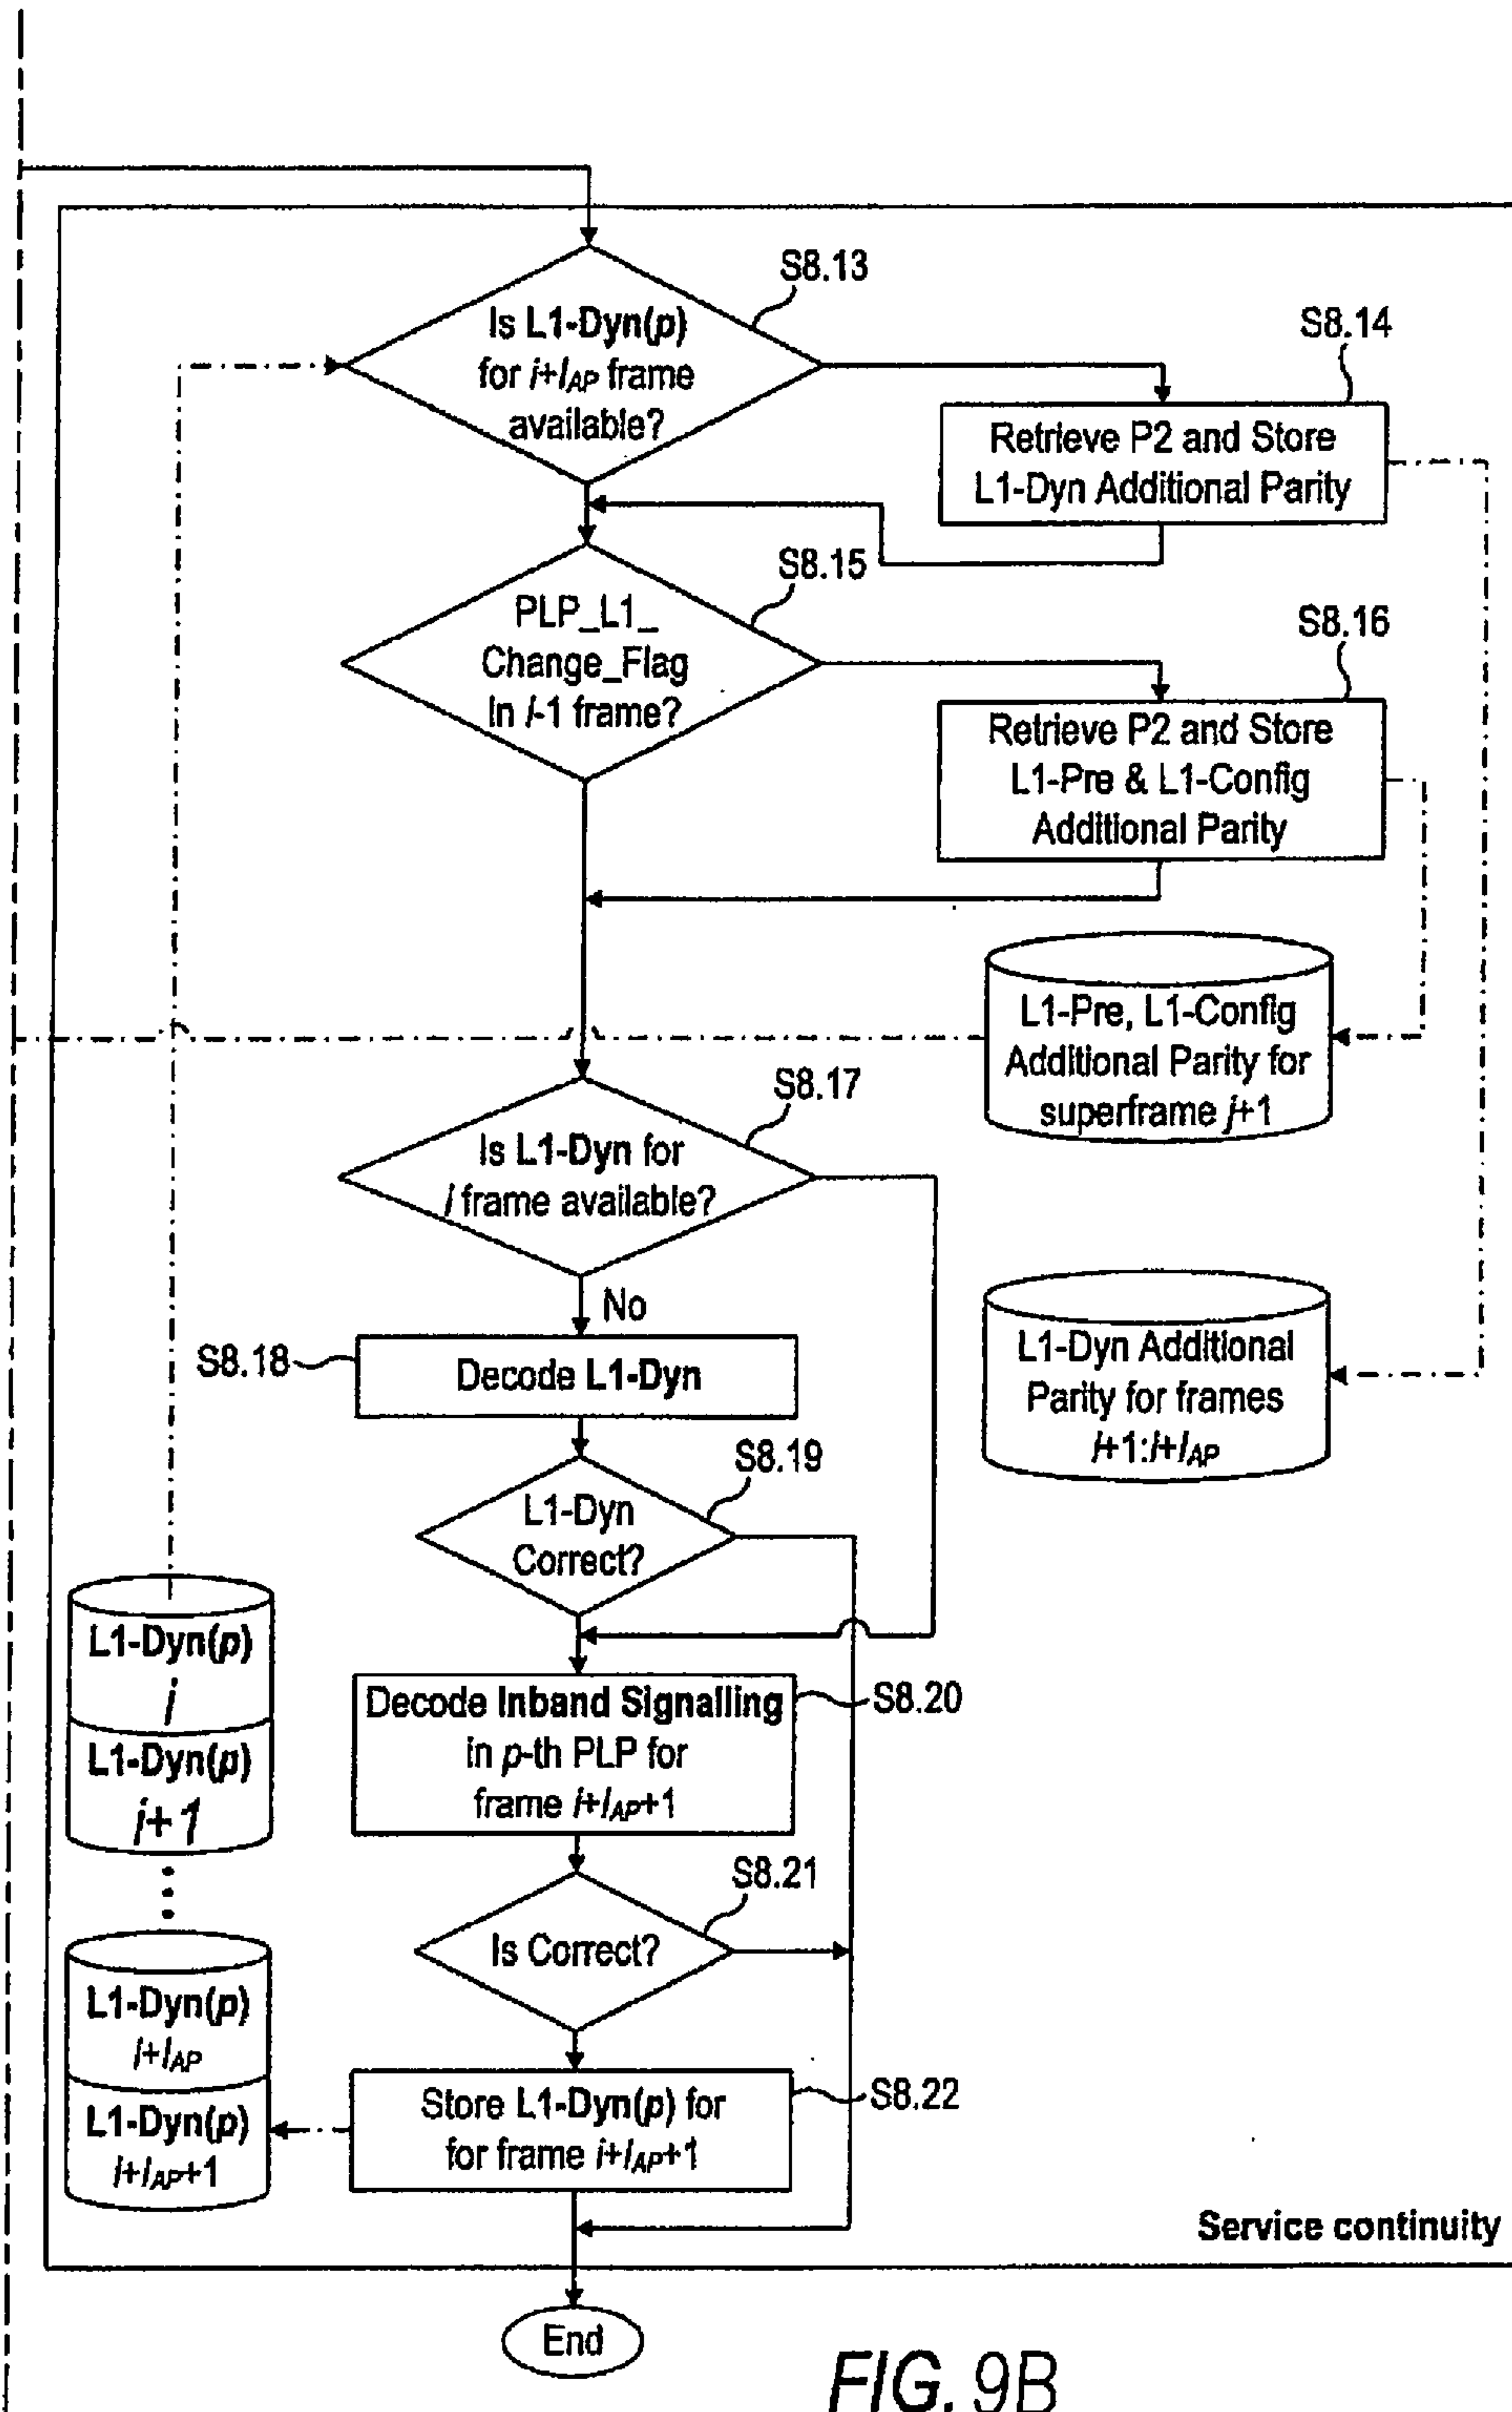 S8.13
Is L1-Dyn(p)
for i+IAP frame
available?
S8.14
Retrieve P2 and Store
L1-Dyn Additional Parity
S8.15
PLP_L1_
Change_Flag
In i-1 frame?
S8.16
Retrieve P2 and Store
L1-Pre & L1-Config
Additional Parity
L1-Pre, L1-Config
Additional Parity for
superframe j+1
S8.17
Is L1-Dyn for
i frame available?
No
S8.18
Decode L1-Dyn
L1-Dyn Additional
Parity for frames
i+1:i+IAP
S8.19
L1-Dyn
Correct?
L1-Dyn(p)
i
L1-Dyn(p)
i+1
Decode Inband Signalling
in p-th PLP for
frame i+IAP+1
S8.20
S8.21
Is Correct?
L1-Dyn(p)
i+IAP
L1-Dyn(p)
i+IAP+1
Store L1-Dyn(p) for
for frame i+IAP+1
S8.22
Service continuity
End
FIG. 9B